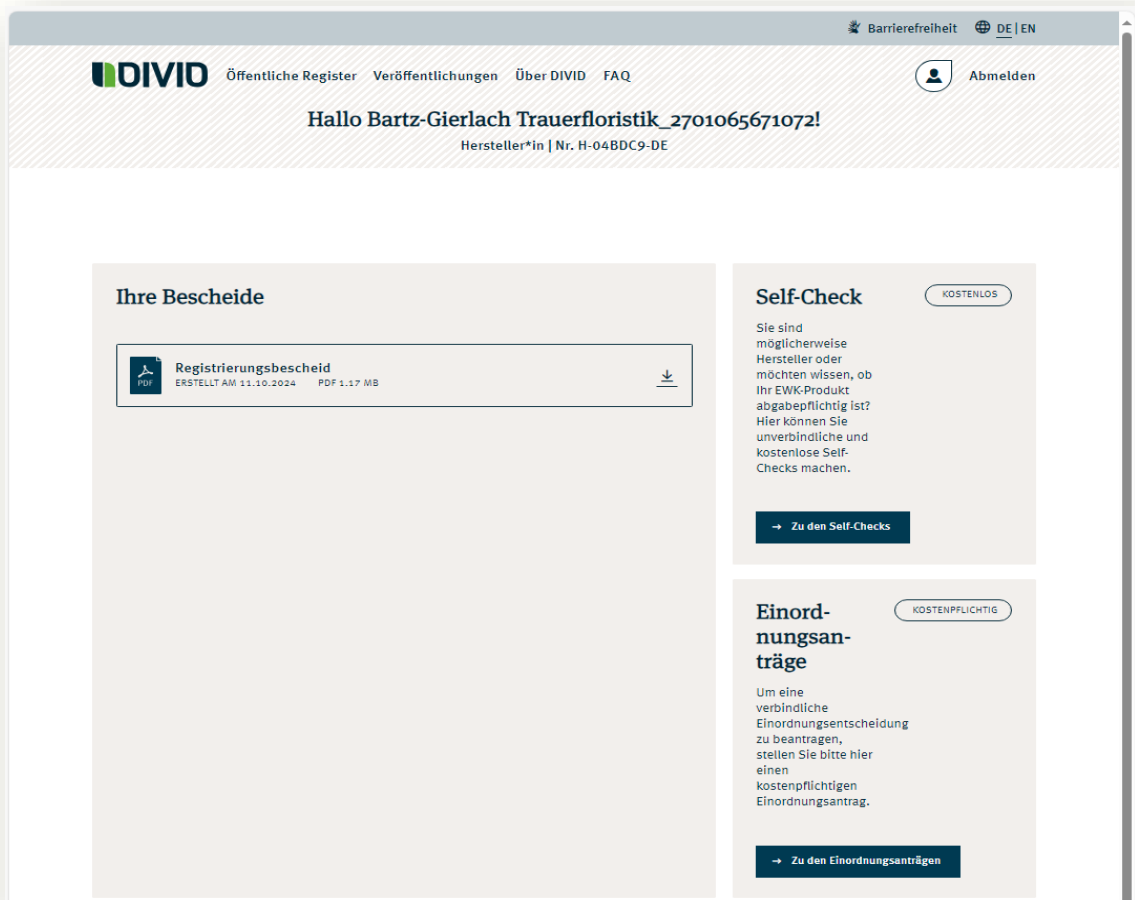 Barrierefreiheit DE | EN
DIVID Öffentliche Register Veröffentlichungen Über DIVID FAQ Abmelden
Hallo Bartz-Gierlach Trauerfloristik_2701065671072!
Hersteller*in | Nr. H-04BDC9-DE
Ihre Bescheide
PDF
Registrierungsbescheid
ERSTELLT AM 11.10.2024 PDF 1.17 MB
Self-Check
KOSTENLOS
Sie sind
möglicherweise
Hersteller oder
möchten wissen, ob
Ihr EWK-Produkt
abgabepflichtig ist?
Hier können Sie
unverbindliche und
kostenlose Self-
Checks machen.
→ Zu den Self-Checks
Einord-
nungsan-
träge
KOSTENPFLICHTIG
Um eine
verbindliche
Einordnungsentscheidung
zu beantragen,
stellen Sie bitte hier
einen
kostenpflichtigen
Einordnungsantrag.
→ Zu den Einordnungsanträgen